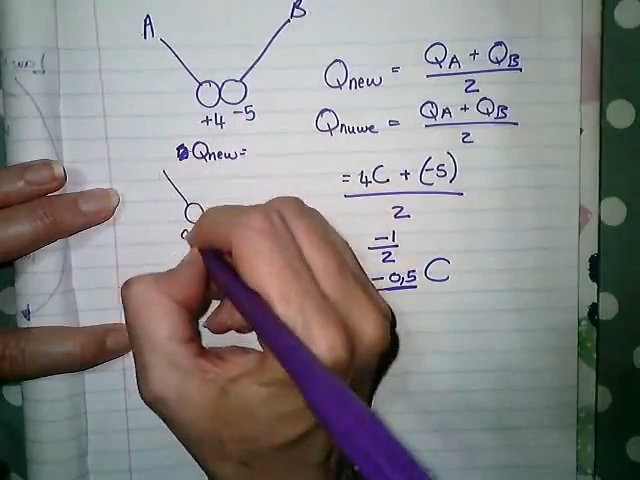 A B
+4 -5
Qnew =
Qnew = QA + QB
2
Qnuwe = QA + QB
2
= 4C + (-5)
2
-1
2
-0,5 C